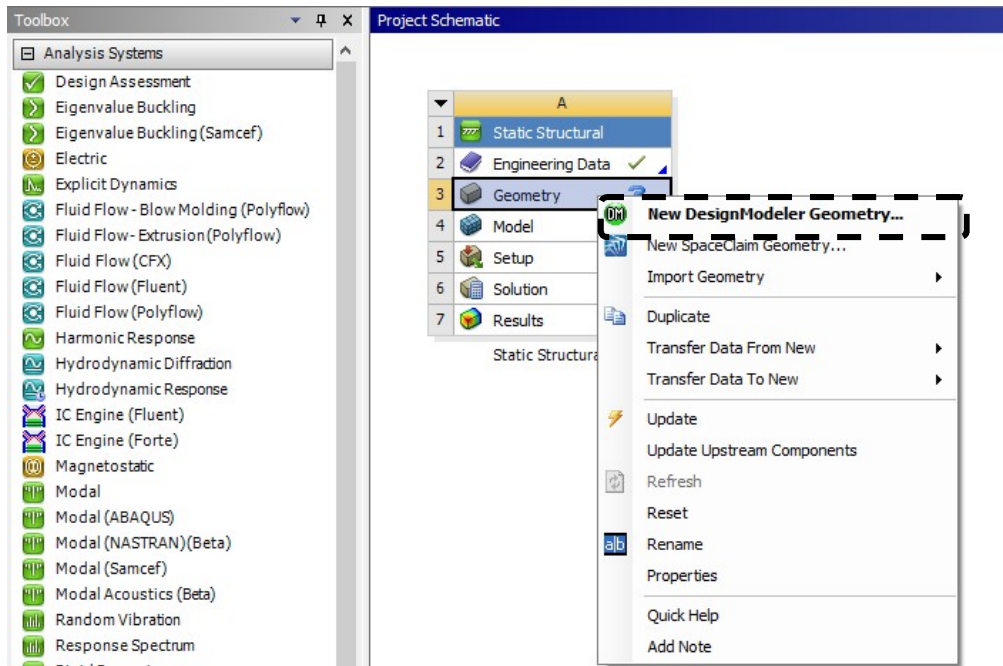 Toolbox
Analysis Systems
Design Assessment
Eigenvalue Buckling
Eigenvalue Buckling (Samcef)
Electric
Explicit Dynamics
Fluid Flow - Blow Molding (Polyflow)
Fluid Flow - Extrusion (Polyflow)
Fluid Flow (CFX)
Fluid Flow (Fluent)
Fluid Flow (Polyflow)
Harmonic Response
Hydrodynamic Diffraction
Hydrodynamic Response
IC Engine (Fluent)
IC Engine (Forte)
Magnetostatic
Modal
Modal (ABAQUS)
Modal (NASTRAN)(Beta)
Modal (Samcef)
Modal Acoustics (Beta)
Random Vibration
Response Spectrum
Project Schematic
A
1 Static Structural
2 Engineering Data
3 Geometry ?
4 Model
5 Setup
6 Solution
7 Results
Static Structura
DM New DesignModeler Geometry...
New SpaceClaim Geometry...
Import Geometry
Duplicate
Transfer Data From New
Transfer Data To New
Update
Update Upstream Components
Refresh
Reset
a|b Rename
Properties
Quick Help
Add Note